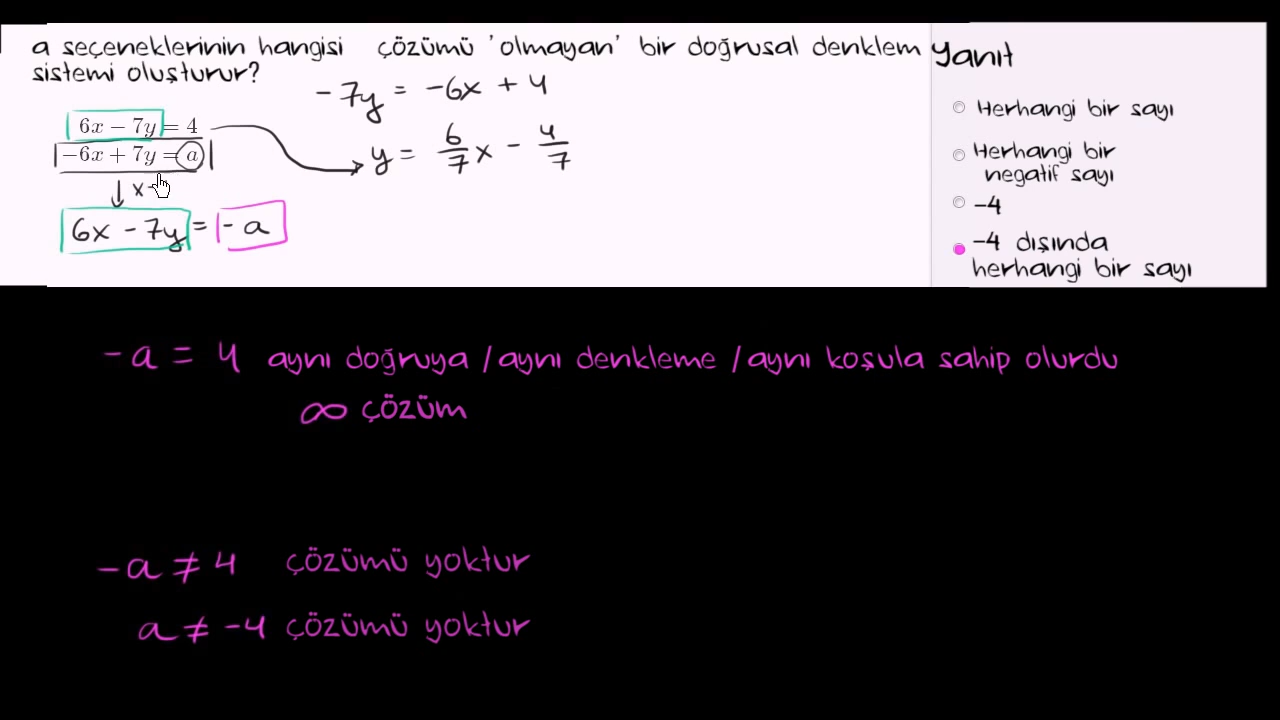 a seçeneklerinin hangisi çözümü 'olmayan' bir doğrusal denklem
sistemi oluşturur?
6x − 7y = 4
−6x + 7y = a
x -
6x - 7y = - a
- 7y = -6x + 4
y = 6/7 x - 4/7
Yanıt
Herhangi bir sayı
Herhangi bir
negatif sayı
-4
-4 dışında
herhangi bir sayı
-a = 4 aynı doğruya / aynı denkleme / aynı koşula sahip olurdu
∞ çözüm
-a ≠ 4 çözümü yoktur
a ≠ -4 çözümü yoktur